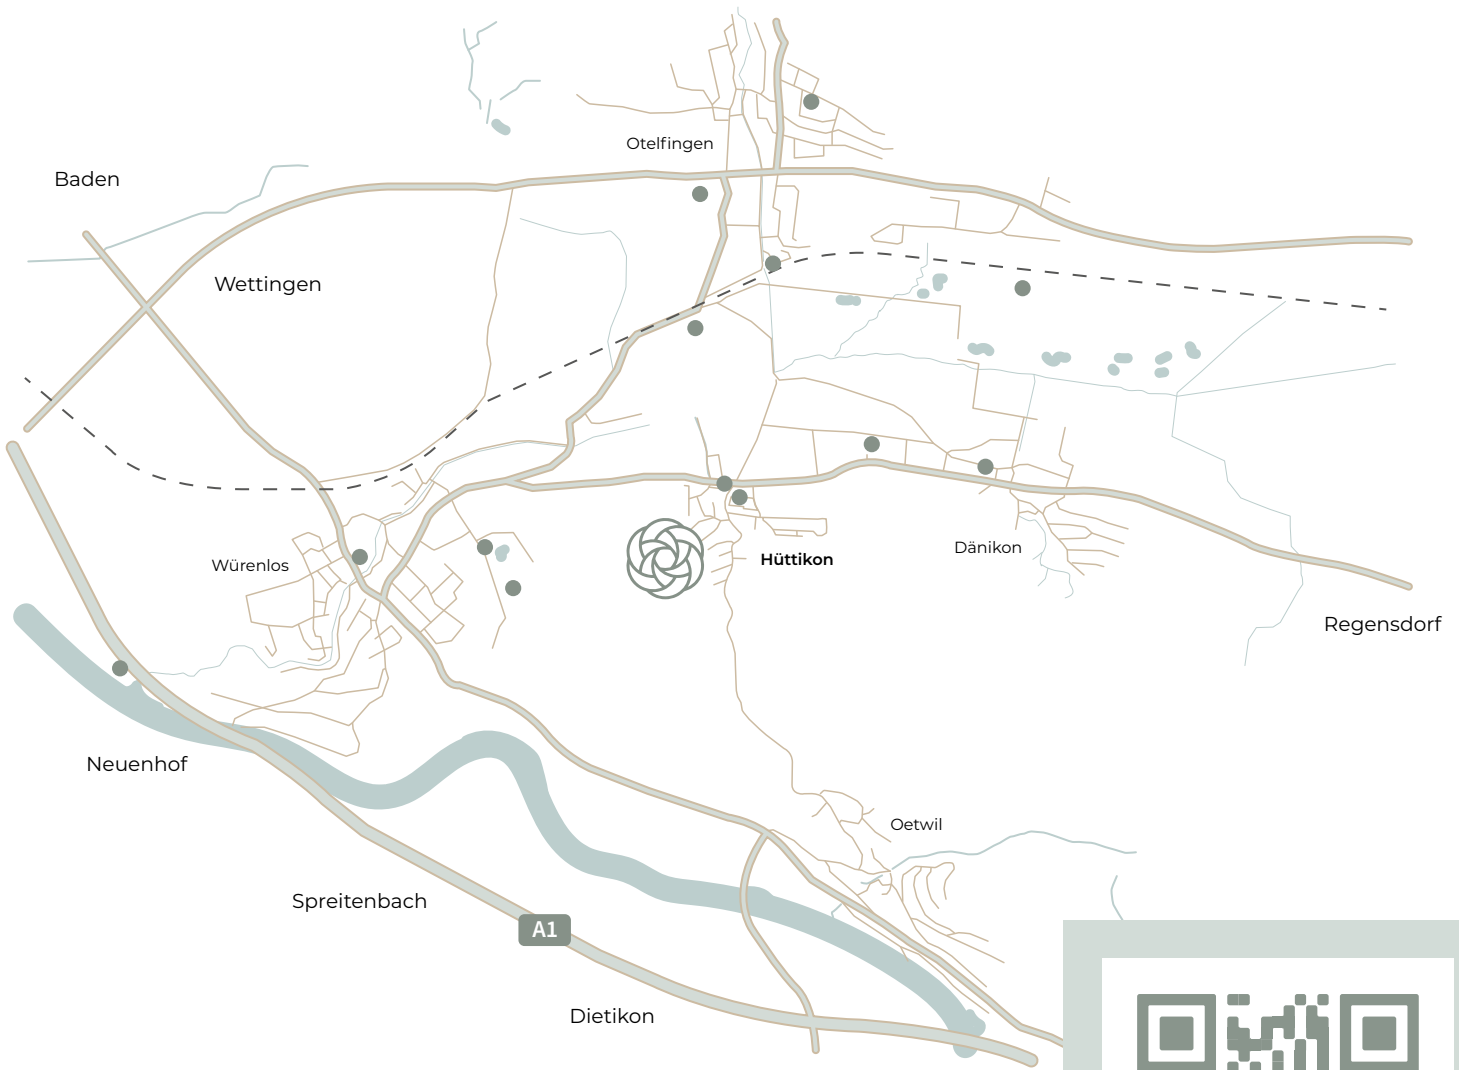 Otelfingen
Baden
Wettingen
Würenlos
Hüttikon
Dänikon
Regensdorf
Neuenhof
Oetwil
Spreitenbach
A1
Dietikon